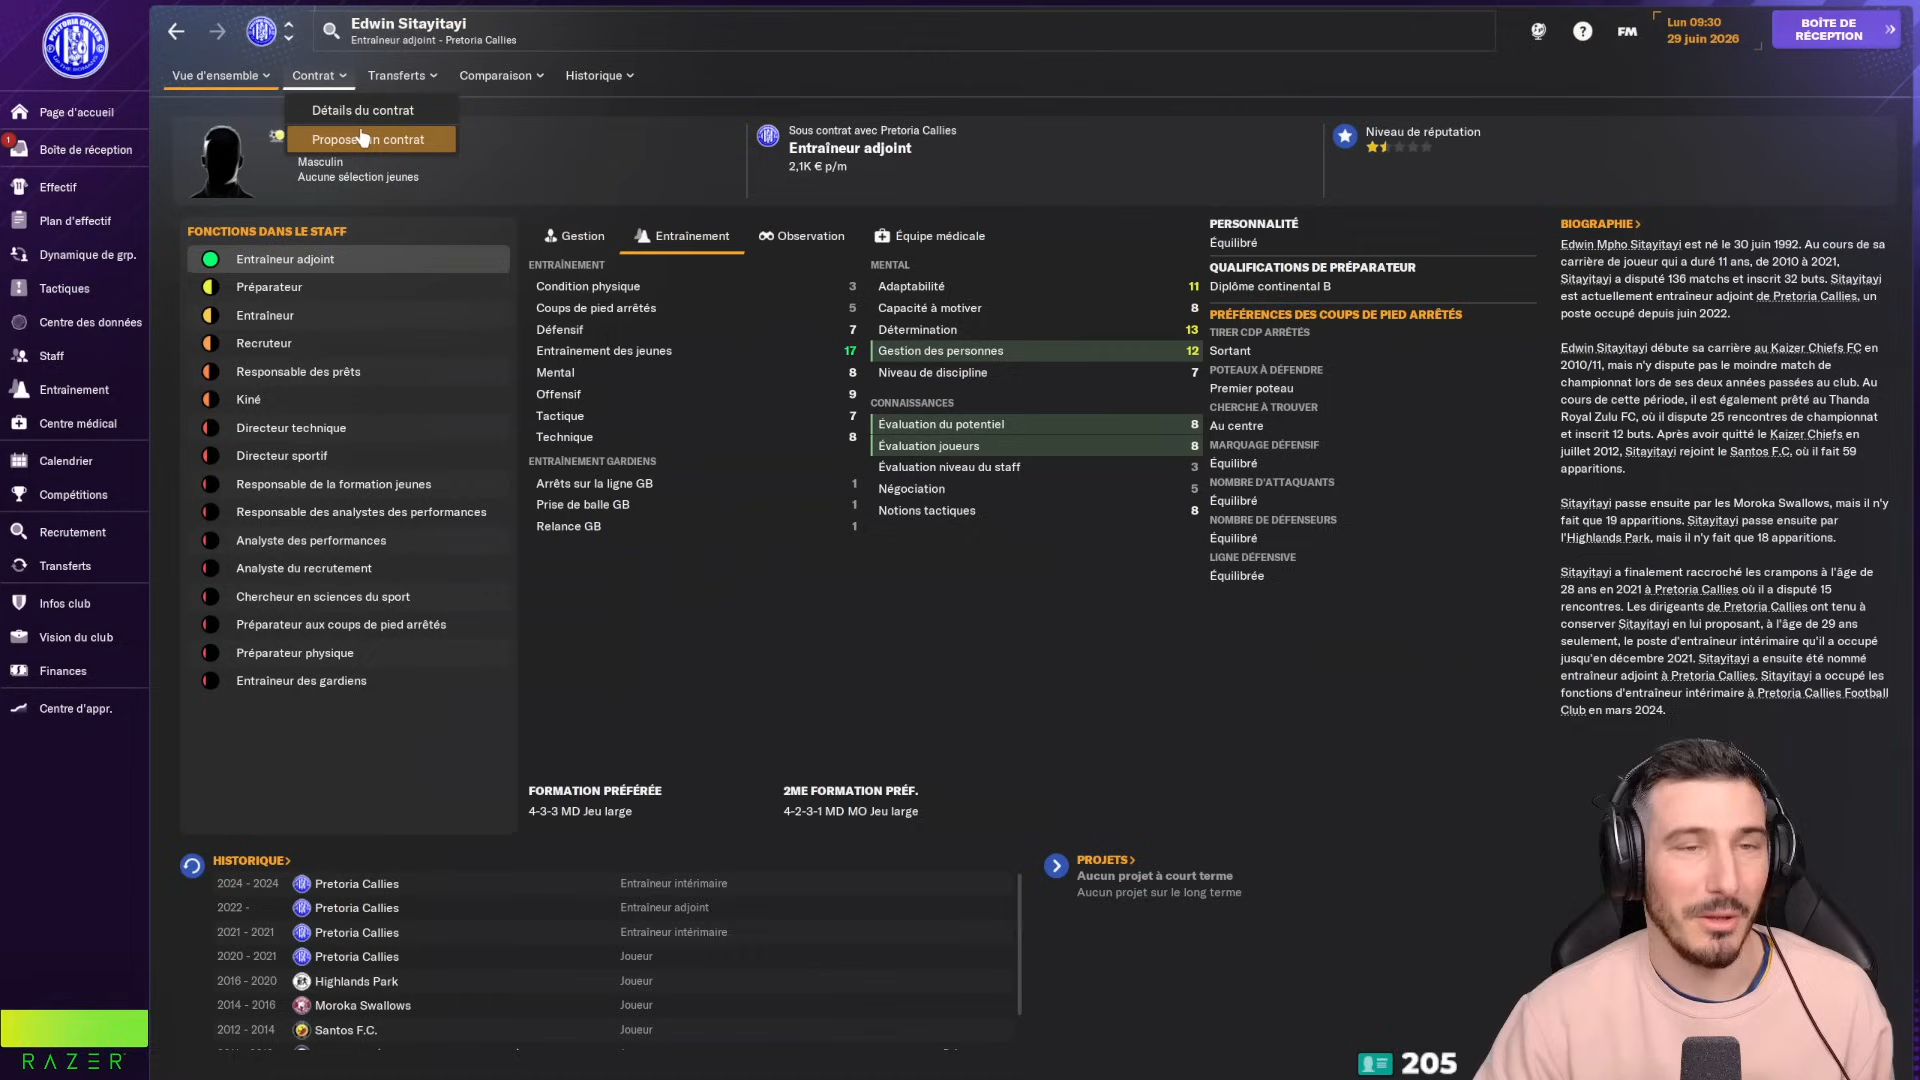 Edwin Sitayitayi
Entraîneur adjoint - Pretoria Callies
FM
Lun 09:30
29 juin 2026
BOÎTE DE
RÉCEPTION
Vue d'ensemble
Contrat
Transferts
Comparaison
Historique
Détails du contrat
contrat
Masculin
Aucune sélection jeunes
Sous contrat avec Pretoria Callies
Entraîneur adjoint
2,1K € p/m
Niveau de réputation
Page d'accueil
1
Boîte de réception
Effectif
Plan d'effectif
Dynamique de grp.
Tactiques
Centre des données
Staff
Entraînement
Centre médical
Calendrier
Compétitions
Recrutement
Transferts
Infos club
Vision du club
Finances
Centre d'appr.
RAZER
FONCTIONS DANS LE STAFF
Entraîneur adjoint
Préparateur
Entraîneur
Recruteur
Responsable des prêts
Kiné
Directeur technique
Directeur sportif
Responsable de la formation jeunes
Responsable des analystes des performances
Analyste des performances
Analyste du recrutement
Chercheur en sciences du sport
Préparateur aux coups de pied arrêtés
Préparateur physique
Entraîneur des gardiens
Gestion
Entraînement
Observation
Équipe médicale
ENTRAÎNEMENT
Condition physique 3
Coups de pied arrêtés 5
Défensif 7
Entraînement des jeunes 17
Mental 8
Offensif 9
Tactique 7
Technique 8
ENTRAÎNEMENT GARDIENS
Arrêts sur la ligne GB 1
Prise de balle GB 1
Relance GB 1
MENTAL
Adaptabilité 11
Capacité à motiver 8
Détermination 13
Gestion des personnes 12
Niveau de discipline 7
CONNAISSANCES
Évaluation du potentiel 8
Évaluation joueurs 8
Évaluation niveau du staff 3
Négociation 5
Notions tactiques 8
PERSONNALITÉ
Équilibré
QUALIFICATIONS DE PRÉPARATEUR
Diplôme continental B
PRÉFÉRENCES DES COUPS DE PIED ARRÊTÉS
TIRER CDP ARRÊTÉS
Sortant
POTEAUX À DÉFENDRE
Premier poteau
CHERCHE À TROUVER
Au centre
MARQUAGE DÉFENSIF
Équilibré
NOMBRE D'ATTAQUANTS
Équilibré
NOMBRE DE DÉFENSEURS
Équilibré
LIGNE DÉFENSIVE
Équilibrée
BIOGRAPHIE>
Edwin Mpho Sitayitayi est né le 30 juin 1992. Au cours de sa
carrière de joueur qui a duré 11 ans, de 2010 à 2021,
Sitayitayi a disputé 136 matchs et inscrit 32 buts. Sitayitayi
est actuellement entraîneur adjoint de Pretoria Callies, un
poste occupé depuis juin 2022.
Edwin Sitayitayi débute sa carrière au Kaizer Chiefs FC en
2010/11, mais n'y dispute pas le moindre match de
championnat lors de ses deux années passées au club. Au
cours de cette période, il est également prêté au Thanda
Royal Zulu FC, où il dispute 25 rencontres de championnat
et inscrit 12 buts. Après avoir quitté le Kaizer Chiefs en
juillet 2012, Sitayitayi rejoint le Santos F.C. où il fait 59
apparitions.
Sitayitayi passe ensuite par les Moroka Swallows, mais il n'y
fait que 19 apparitions. Sitayitayi passe ensuite par
l'Highlands Park, mais il n'y fait que 18 apparitions.
Sitayitayi a finalement raccroché les crampons à l'âge de
28 ans en 2021 à Pretoria Callies où il a disputé 15
rencontres. Les dirigeants de Pretoria Callies ont tenu à
conserver Sitayitayi en lui proposant, à l'âge de 29 ans
seulement, le poste d'entraîneur intérimaire qu'il a occupé
jusqu'en décembre 2021. Sitayitayi a ensuite été nommé
entraîneur adjoint à Pretoria Callies. Sitayitayi a occupé les
fonctions d'entraîneur intérimaire à Pretoria Callies Football
Club en mars 2024.
FORMATION PRÉFÉRÉE
4-3-3 MD Jeu large
2ME FORMATION PRÉF.
4-2-3-1 MD MO Jeu large
HISTORIQUE>
2024 - 2024 Pretoria Callies Entraîneur intérimaire
2022 - Pretoria Callies Entraîneur adjoint
2021 - 2021 Pretoria Callies Entraîneur intérimaire
2020 - 2021 Pretoria Callies Joueur
2016 - 2020 Highlands Park Joueur
2014 - 2016 Moroka Swallows Joueur
2012 - 2014 Santos F.C. Joueur
PROJETS>
Aucun projet à court terme
Aucun projet sur le long terme
205